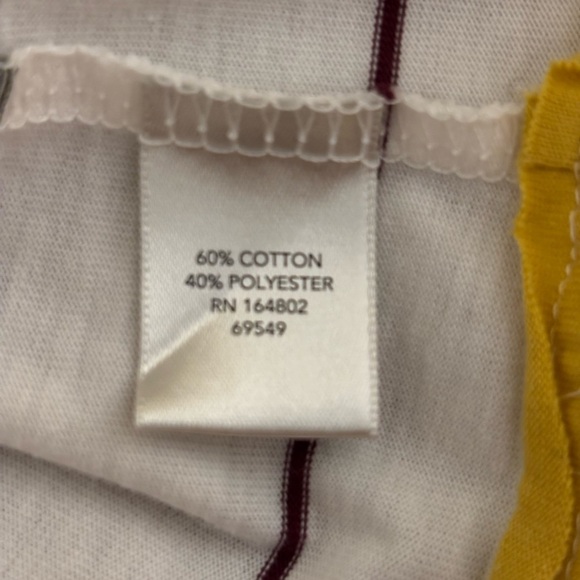 60% COTTON
40% POLYESTER
RN 164802
69549